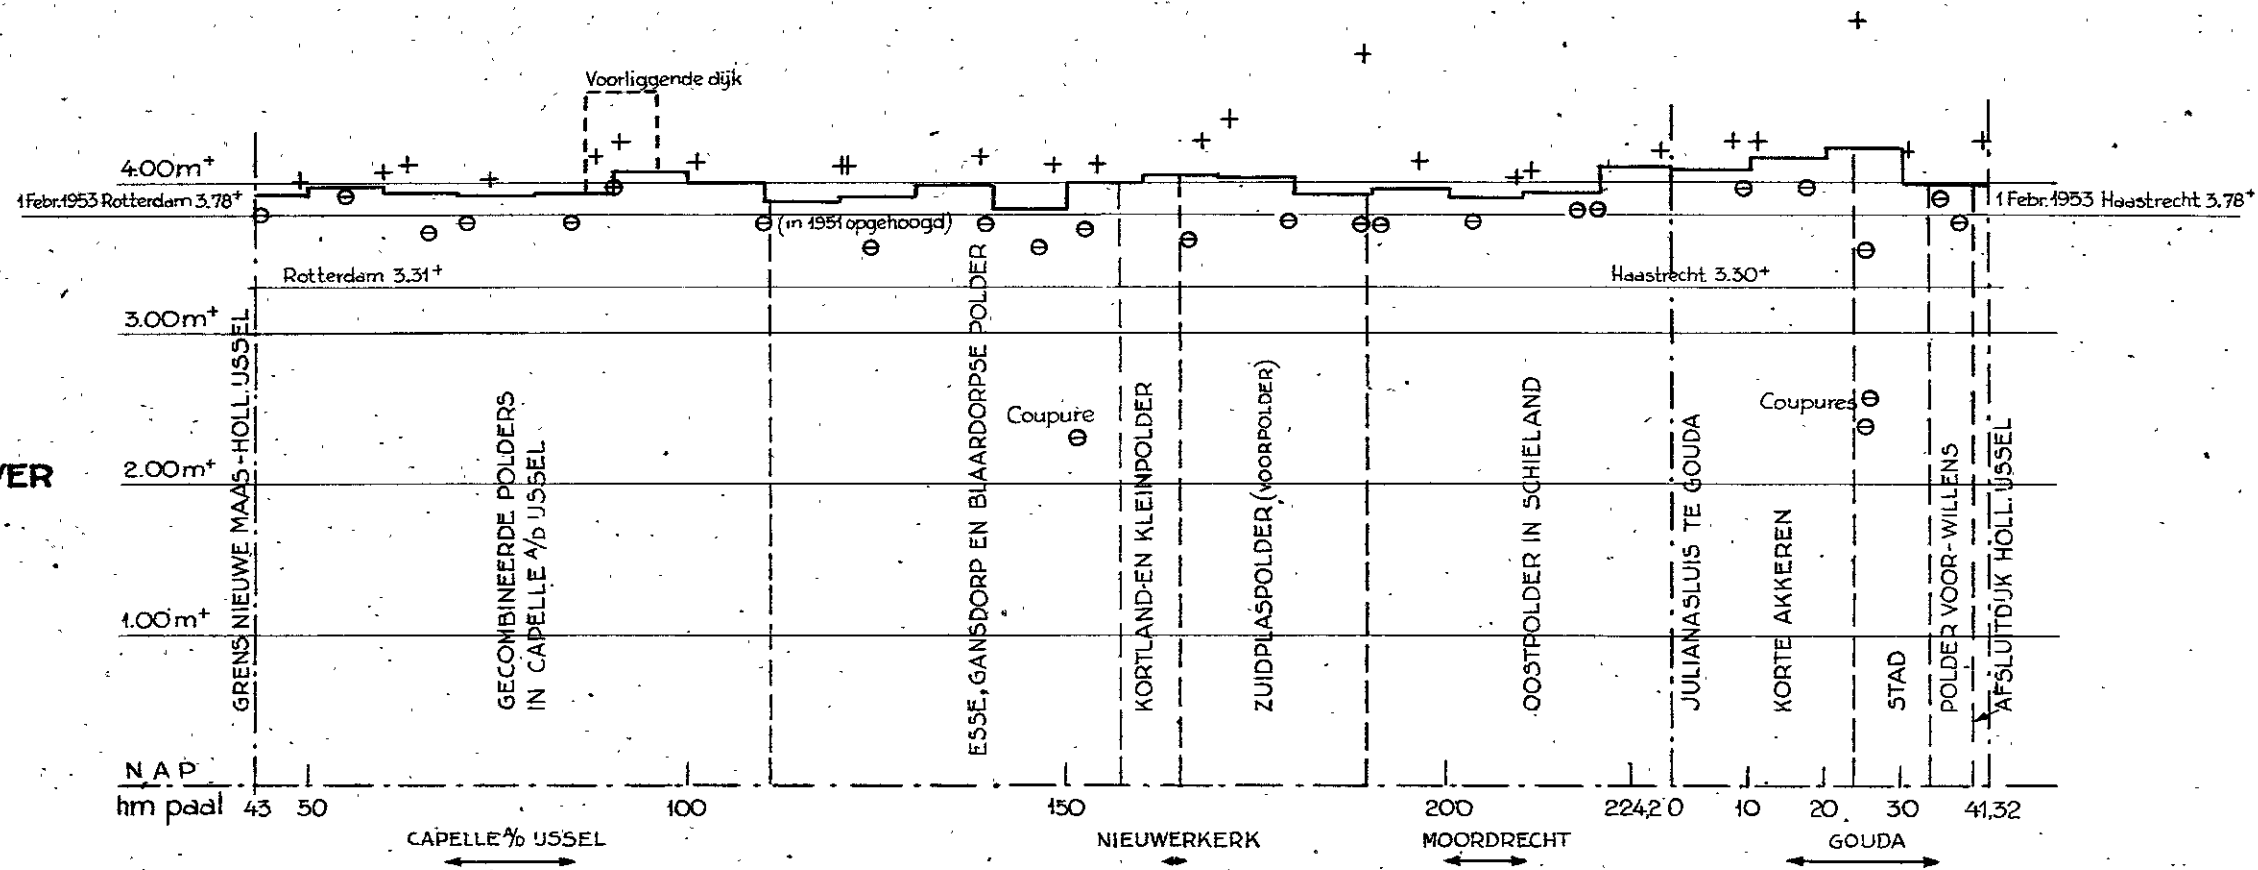 Voorliggende dijk
4.00m+
1 Febr. 1953 Rotterdam 3.78+
1 Febr. 1953 Haastrecht 3.78+
(in 1951 opgehoogd)
Rotterdam 3.31+
Haastrecht 3.30+
3.00m+
Coupure
Coupures
VER
2.00m+
1.00m+
GRENS NIEUWE MAAS-HOLL. IJSSEL
GECOMBINEERDE POLDERS
IN CAPELLE A/D IJSSEL
ESSE, GANSDORP EN BLAARDORPSE POLDER
KORTLAND-EN KLEINPOLDER
ZUIDPLASPOLDER (VOORPOLDER)
OOSTPOLDER IN SCHIELAND
JULIANASLUIS TE GOUDA
KORTE AKKEREN
STAD
POLDER VOOR-WILLENS
AFSLUITDIJK HOLL. IJSSEL
N A P
hm paal 43 50 100 150 200 224,2 0 10 20 30 41,32
CAPELLE A/D IJSSEL NIEUWERKERK MOORDRECHT GOUDA